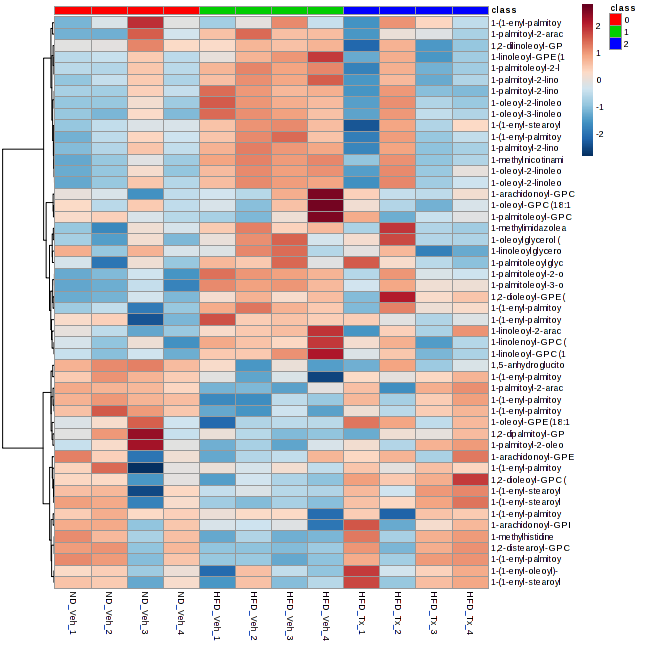 class
1-(1-enyl-palmitoy
1-palmitoyl-2-arac
1,2-dilinoleoyl-GP
1-linoleoyl-GPE (1
1-palmitoleoyl-2-l
1-palmitoyl-2-lino
1-palmitoyl-2-lino
1-oleoyl-2-linoleo
1-oleoyl-3-linoleo
1-(1-enyl-stearoyl
1-(1-enyl-palmitoy
1-palmitoyl-2-lino
1-methylnicotinami
1-oleoyl-2-linoleo
1-oleoyl-2-linoleo
1-arachidonoyl-GPC
1-oleoyl-GPC (18:1
1-palmitoleoyl-GPC
1-methylimidazolea
1-oleoylglycerol (
1-linoleoylglycero
1-palmitoleoylglyc
1-palmitoleoyl-2-o
1-palmitoleoyl-3-o
1,2-dioleoyl-GPE (
1-(1-enyl-palmitoy
1-(1-enyl-palmitoy
1-linoleoyl-2-arac
1-linolenoyl-GPC (
1-linoleoyl-GPC (1
1,5-anhydroglucito
1-(1-enyl-palmitoy
1-palmitoyl-2-arac
1-(1-enyl-palmitoy
1-(1-enyl-palmitoy
1-oleoyl-GPE (18:1
1,2-dipalmitoyl-GP
1-palmitoyl-2-oleo
1-arachidonoyl-GPE
1-(1-enyl-palmitoy
1,2-dioleoyl-GPC (
1-(1-enyl-stearoyl
1-(1-enyl-stearoyl
1-(1-enyl-palmitoy
1-arachidonoyl-GPI
1-methylhistidine
1,2-distearoyl-GPC
1-(1-enyl-palmitoy
1-(1-enyl-oleoyl)-
1-(1-enyl-stearoyl
ND_Veh_1
ND_Veh_2
ND_Veh_3
ND_Veh_4
HFD_Veh_1
HFD_Veh_2
HFD_Veh_3
HFD_Veh_4
HFD_Tx_1
HFD_Tx_2
HFD_Tx_3
HFD_Tx_4
2
1
0
-1
-2
class
0
1
2